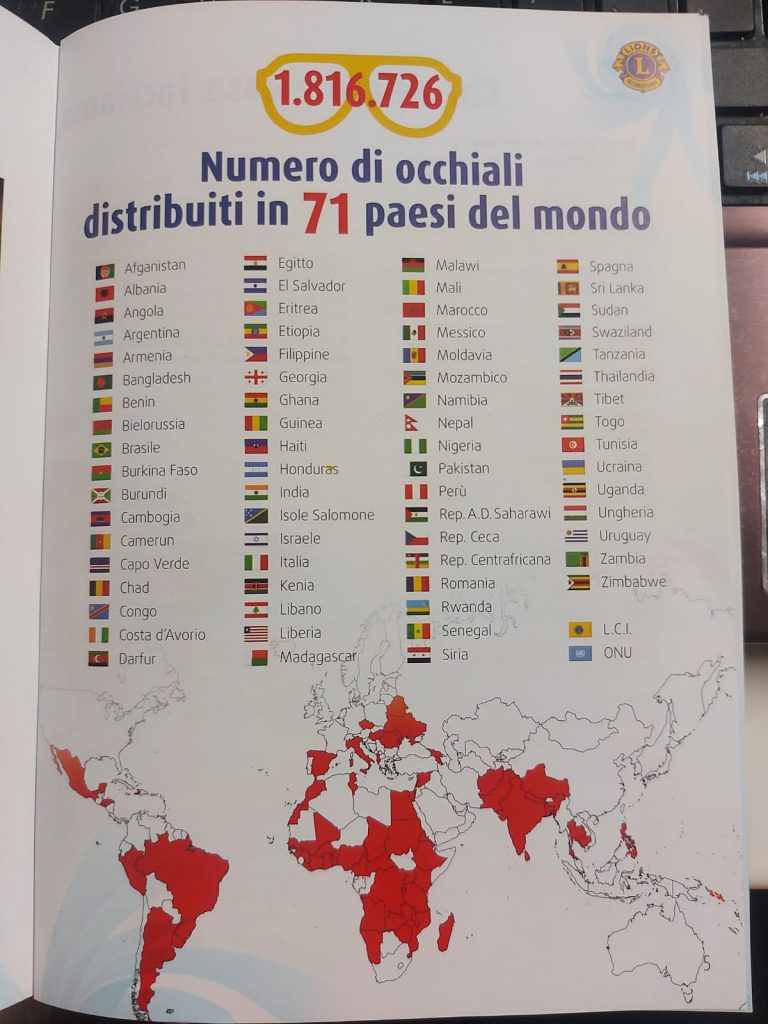 1.816.726
LIONS
L
INTERNATIONAL
Numero di occhiali
distribuiti in 71 paesi del mondo
Afganistan
Albania
Angola
Argentina
Armenia
Bangladesh
Benin
Bielorussia
Brasile
Burkina Faso
Burundi
Cambogia
Camerun
Capo Verde
Chad
Congo
Costa d'Avorio
Darfur
Egitto
El Salvador
Eritrea
Etiopia
Filippine
Georgia
Ghana
Guinea
Haiti
Honduras
India
Isole Salomone
Israele
Italia
Kenia
Libano
Liberia
Madagascar
Malawi
Mali
Marocco
Messico
Moldavia
Mozambico
Namibia
Nepal
Nigeria
Pakistan
Perù
Rep. A.D. Saharawi
Rep. Ceca
Rep. Centrafricana
Romania
Rwanda
Senegal
Siria
Spagna
Sri Lanka
Sudan
Swaziland
Tanzania
Thailandia
Tibet
Togo
Tunisia
Ucraina
Uganda
Ungheria
Uruguay
Zambia
Zimbabwe
L.C.I.
ONU